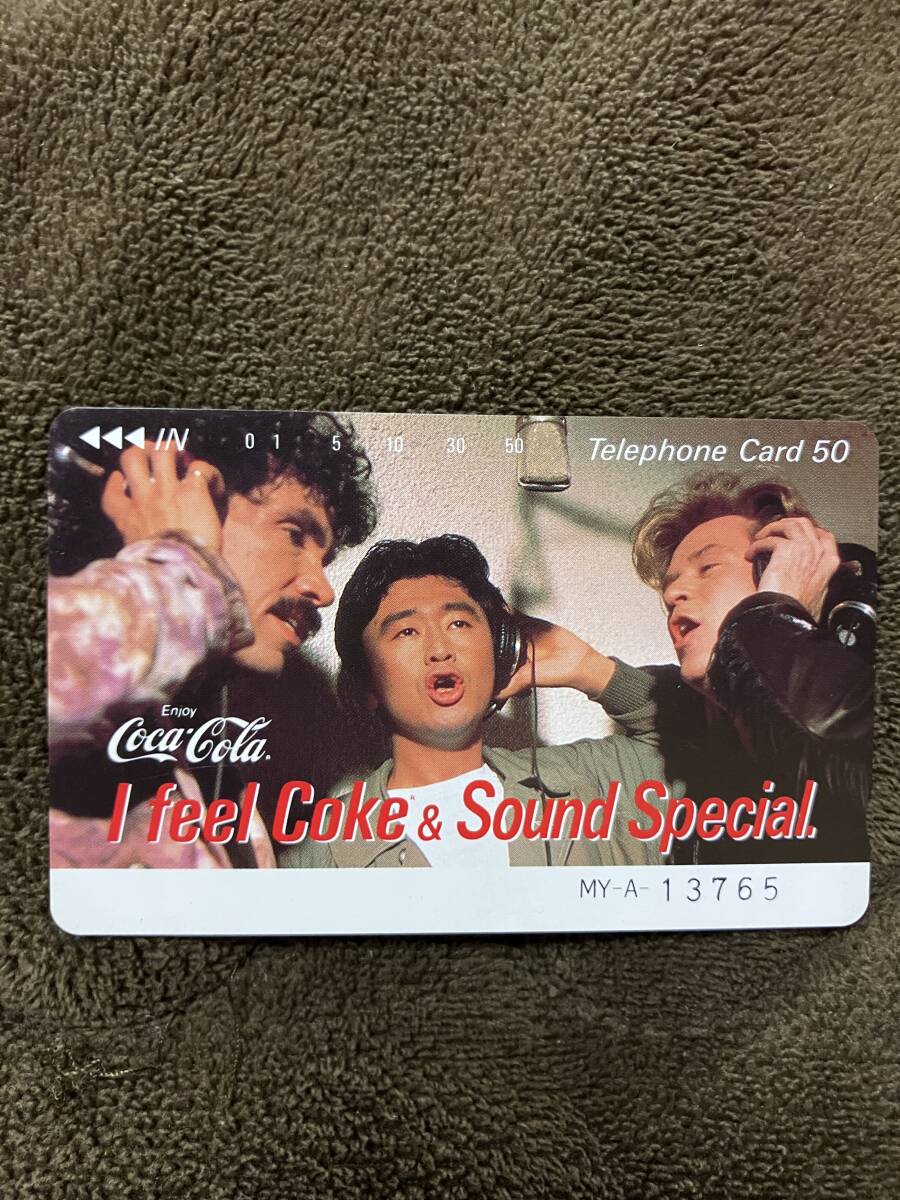 IN 0 1 5 10 30 50 Telephone Card 50
Enjoy
Coca-Cola
I feel Coke & Sound Special.
MY-A-13765